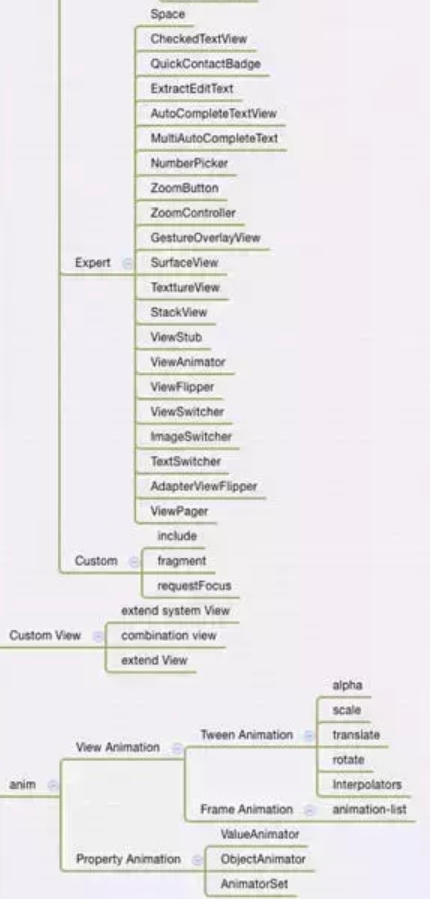 Space
CheckedTextView
QuickContactBadge
ExtractEditText
AutoCompleteTextView
MultiAutoCompleteText
NumberPicker
ZoomButton
ZoomController
GestureOverlayView
Expert
SurfaceView
TexttureView
StackView
ViewStub
ViewAnimator
ViewFlipper
ViewSwitcher
ImageSwitcher
TextSwitcher
AdapterViewFlipper
ViewPager
include
Custom
fragment
requestFocus
extend system View
Custom View
combination view
extend View
alpha
scale
Tween Animation
translate
View Animation
rotate
anim
Interpolators
Frame Animation
animation-list
ValueAnimator
Property Animation
ObjectAnimator
AnimatorSet